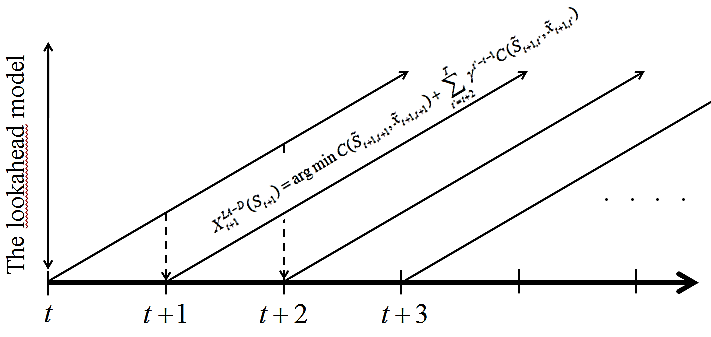 The lookahead model
X_{t+1}^{LA-D}(S_{t+1}) = arg min C(S̃_{t+1,t+1}, x̃_{t+1,t+1}) + ∑_{t'=t+2}^{T} γ^{t'-t-1} C(S̃_{t+1,t'}, x̃_{t+1,t'})
. . . .
t t+1 t+2 t+3